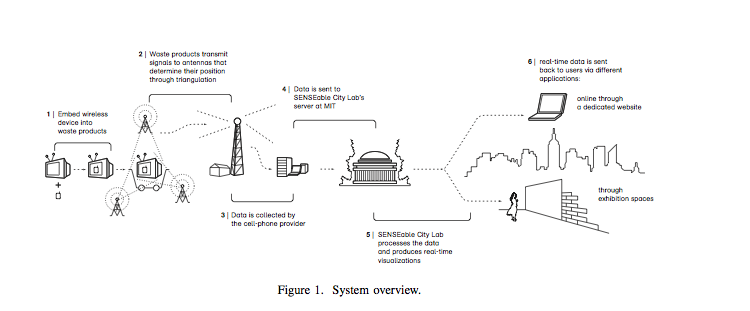 1 | Embed wireless
device into
waste products
2 | Waste products transmit
signals to antennas that
determine their position
through triangulation
3 | Data is collected by
the cell-phone provider
4 | Data is sent to
SENSEable City Lab's
server at MIT
5 | SENSEable City Lab
processes the data
and produces real-time
visualizations
6 | real-time data is sent
back to users via different
applications:
online through
a dedicated website
through
exhibition spaces
+
Figure 1. System overview.